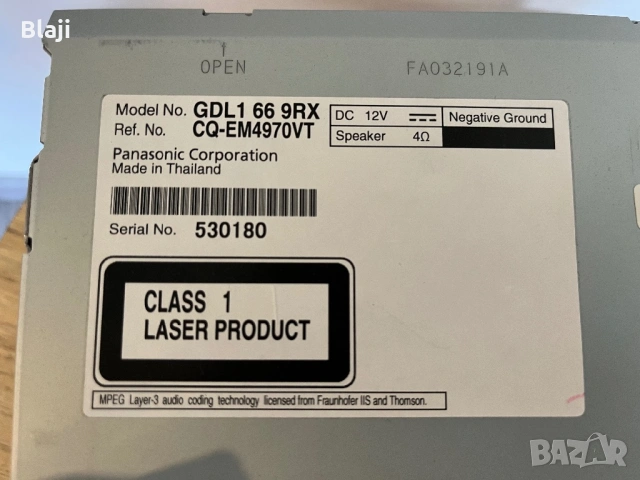 Blaji
OPEN FA032191A
Model No. GDL1 66 9RX
Ref. No. CQ-EM4970VT
DC 12V Negative Ground
Speaker 4Ω
Panasonic Corporation
Made in Thailand
Serial No. 530180
CLASS 1
LASER PRODUCT
MPEG Layer-3 audio coding technology licensed from Fraunhofer IIS and Thomson.
BAZAR